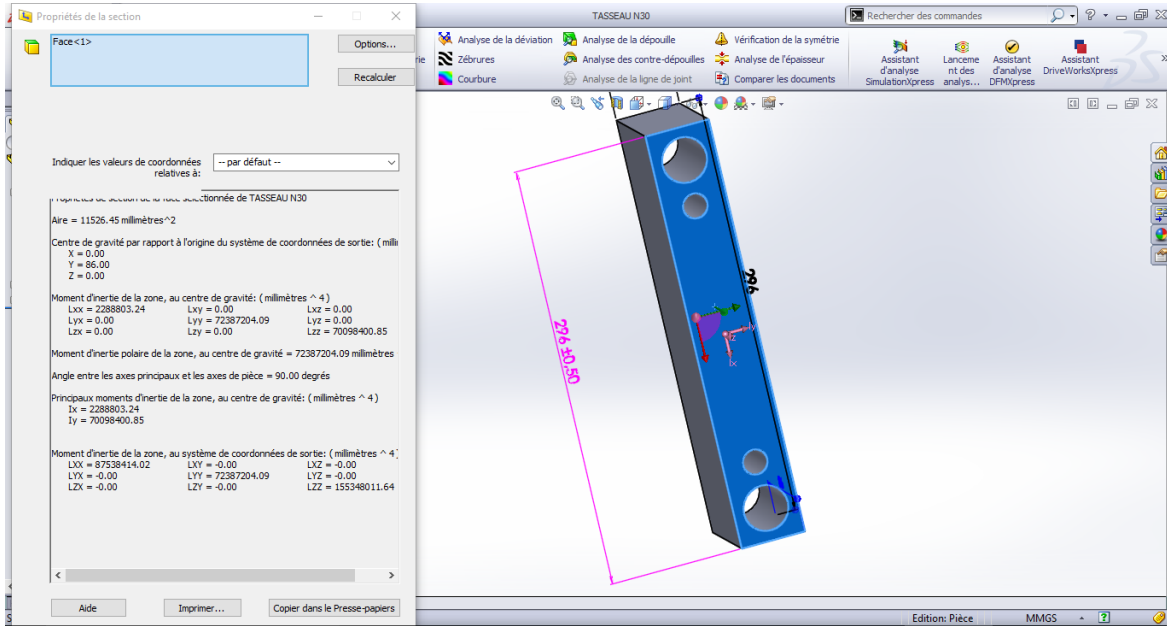 Propriétés de la section
TASSEAU N30
Rechercher des commandes
Face<1>
Options...
Recalculer
Analyse de la déviation
Analyse de la dépouille
Vérification de la symétrie
Zébrures
Analyse des contre-dépouilles
Analyse de l'épaisseur
Courbure
Analyse de la ligne de joint
Comparer les documents
Assistant d'analyse SimulationXpress
Lanceme nt des analys...
Assistant d'analyse DFMXpress
Assistant DriveWorksXpress
Indiquer les valeurs de coordonnées
relatives à:
-- par défaut --
Propriétés de section de la face sélectionnée de TASSEAU N30
Aire = 11526.45 millimètres^2
Centre de gravité par rapport à l'origine du système de coordonnées de sortie: ( milli
X = 0.00
Y = 86.00
Z = 0.00
Moment d'inertie de la zone, au centre de gravité: ( millimètres ^ 4 )
Lxx = 2288803.24 Lxy = 0.00 Lxz = 0.00
Lyx = 0.00 Lyy = 72387204.09 Lyz = 0.00
Lzx = 0.00 Lzy = 0.00 Lzz = 70098400.85
Moment d'inertie polaire de la zone, au centre de gravité = 72387204.09 millimètres
Angle entre les axes principaux et les axes de pièce = 90.00 degrés
Principaux moments d'inertie de la zone, au centre de gravité: ( millimètres ^ 4 )
Ix = 2288803.24
Iy = 70098400.85
Moment d'inertie de la zone, au système de coordonnées de sortie: ( millimètres ^ 4 )
LXX = 87538414.02 LXY = -0.00 LXZ = -0.00
LYX = -0.00 LYY = 72387204.09 LYZ = -0.00
LZX = -0.00 LZY = -0.00 LZZ = 155348011.64
296
296 ±0,50
Aide
Imprimer...
Copier dans le Presse-papiers
Edition: Pièce
MMGS